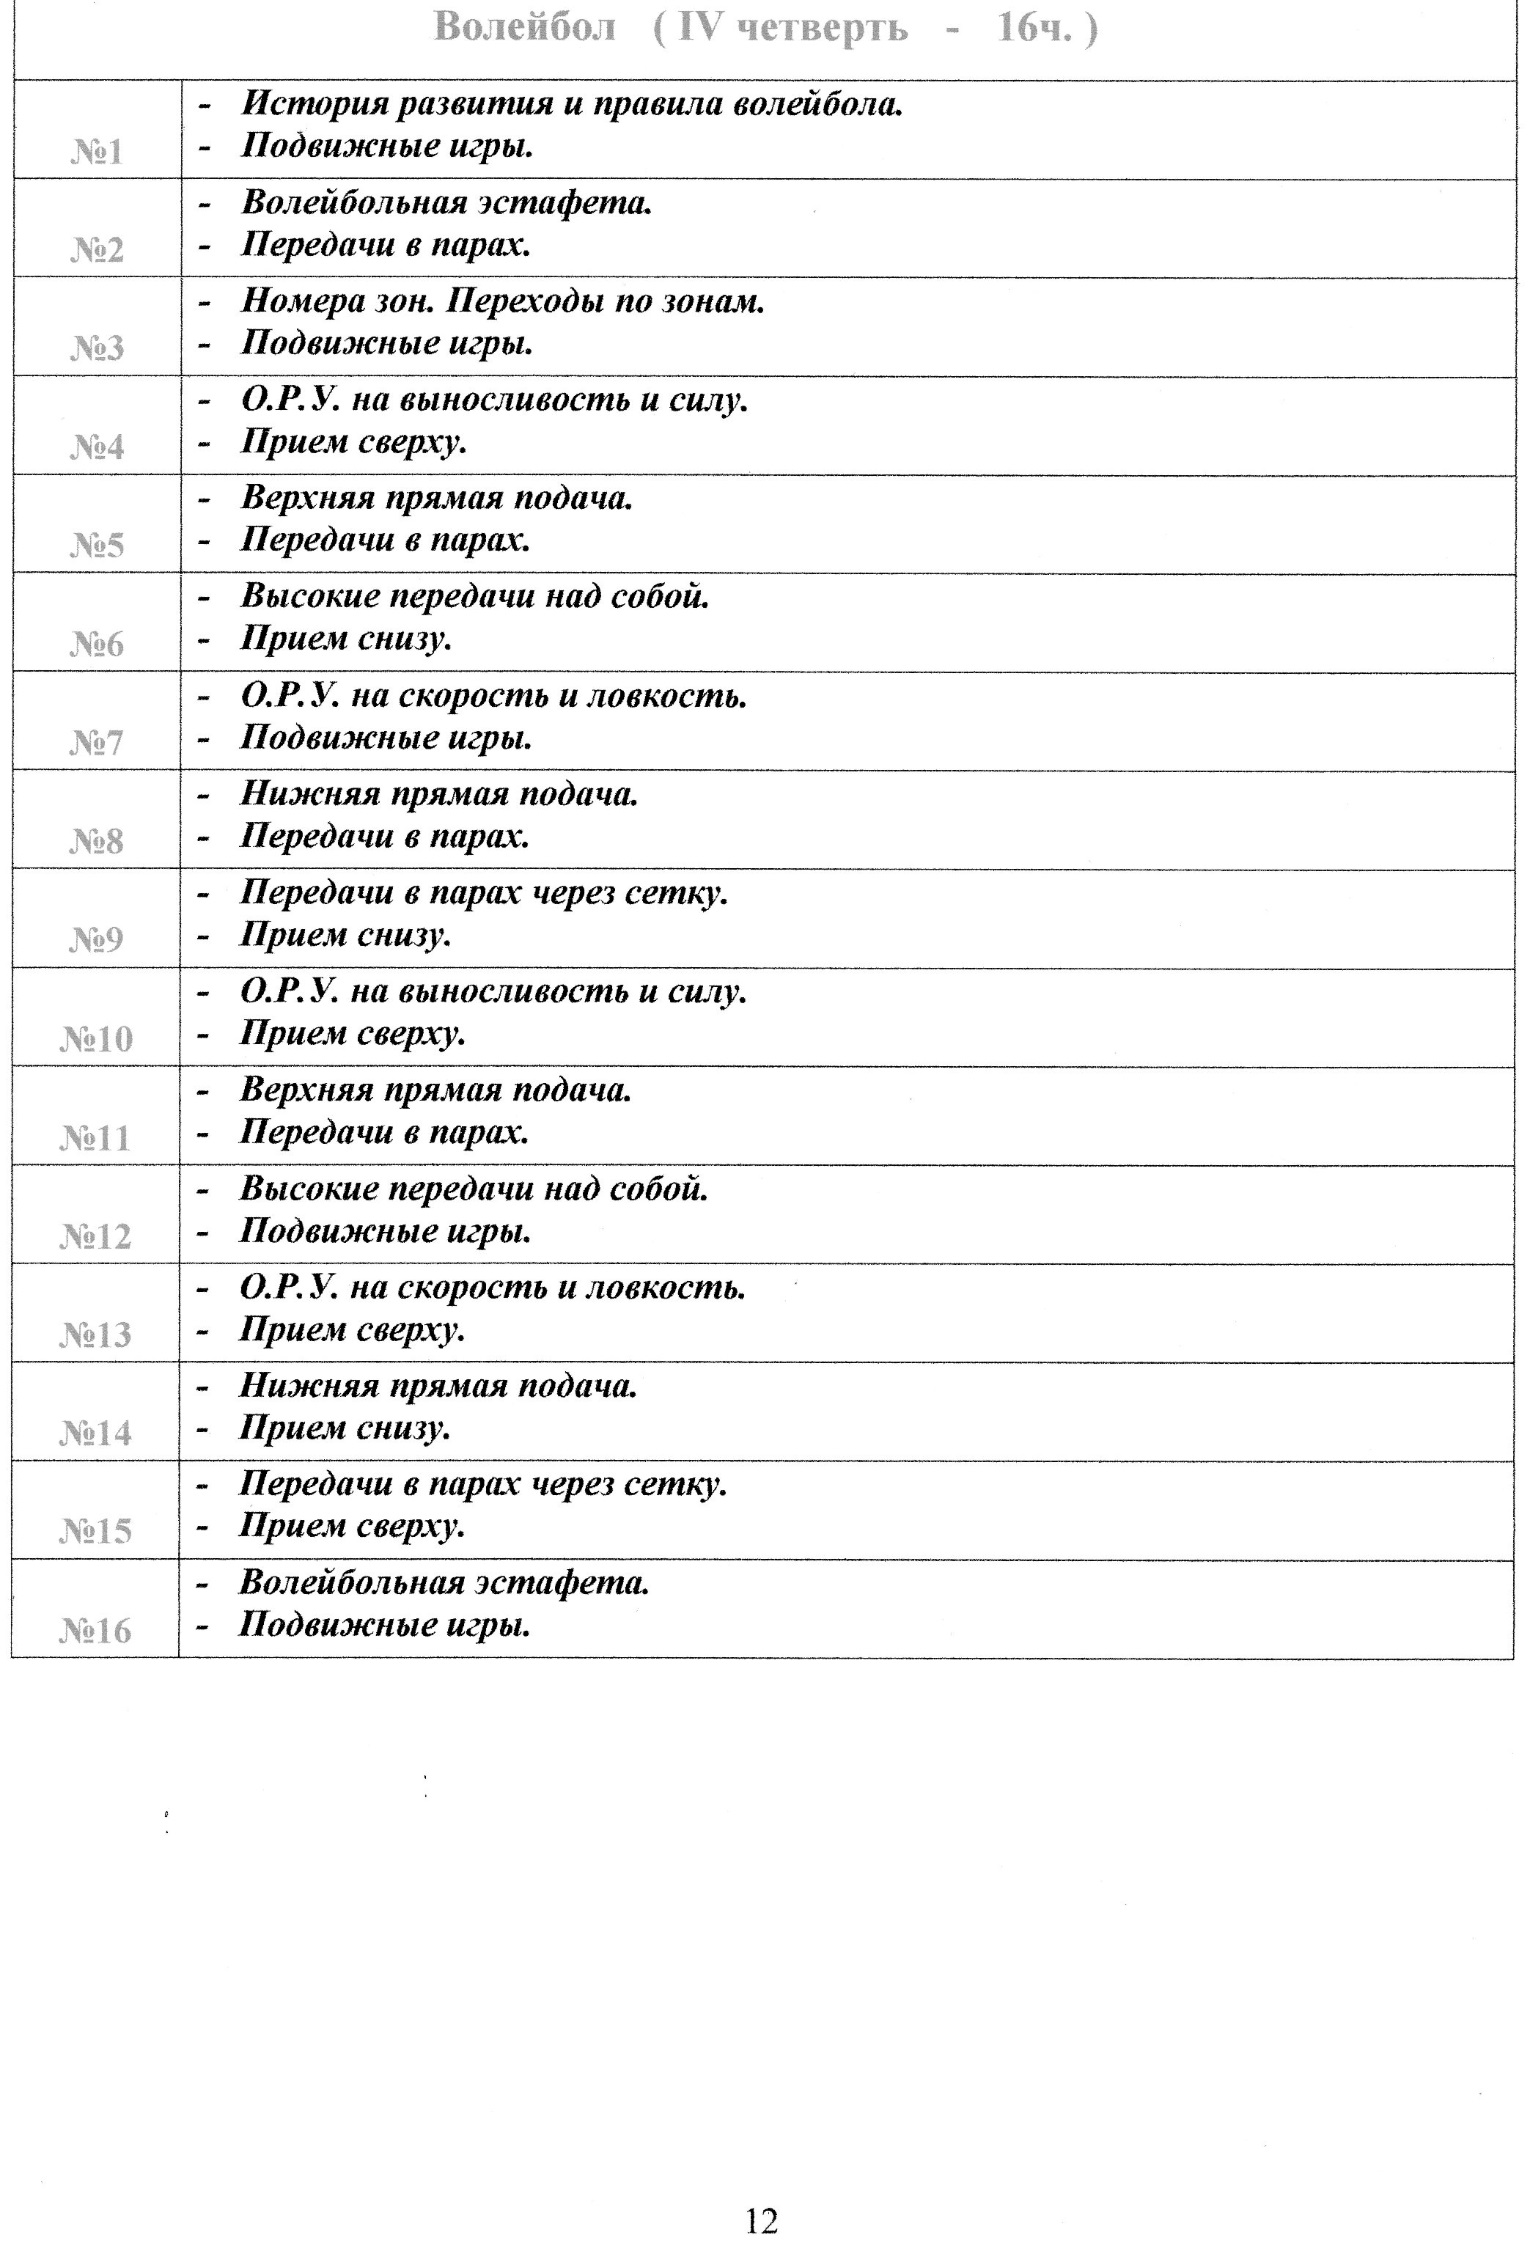 Волейбол ( IV четверть - 16ч. )
- История развития и правила волейбола.
№1 - Подвижные игры.
- Волейбольная эстафета.
№2 - Передачи в парах.
- Номера зон. Переходы по зонам.
№3 - Подвижные игры.
- О.Р.У. на выносливость и силу.
№4 - Прием сверху.
- Верхняя прямая подача.
№5 - Передачи в парах.
- Высокие передачи над собой.
№6 - Прием снизу.
- О.Р.У. на скорость и ловкость.
№7 - Подвижные игры.
- Нижняя прямая подача.
№8 - Передачи в парах.
- Передачи в парах через сетку.
№9 - Прием снизу.
- О.Р.У. на выносливость и силу.
№10 - Прием сверху.
- Верхняя прямая подача.
№11 - Передачи в парах.
- Высокие передачи над собой.
№12 - Подвижные игры.
- О.Р.У. на скорость и ловкость.
№13 - Прием сверху.
- Нижняя прямая подача.
№14 - Прием снизу.
- Передачи в парах через сетку.
№15 - Прием сверху.
- Волейбольная эстафета.
№16 - Подвижные игры.
12